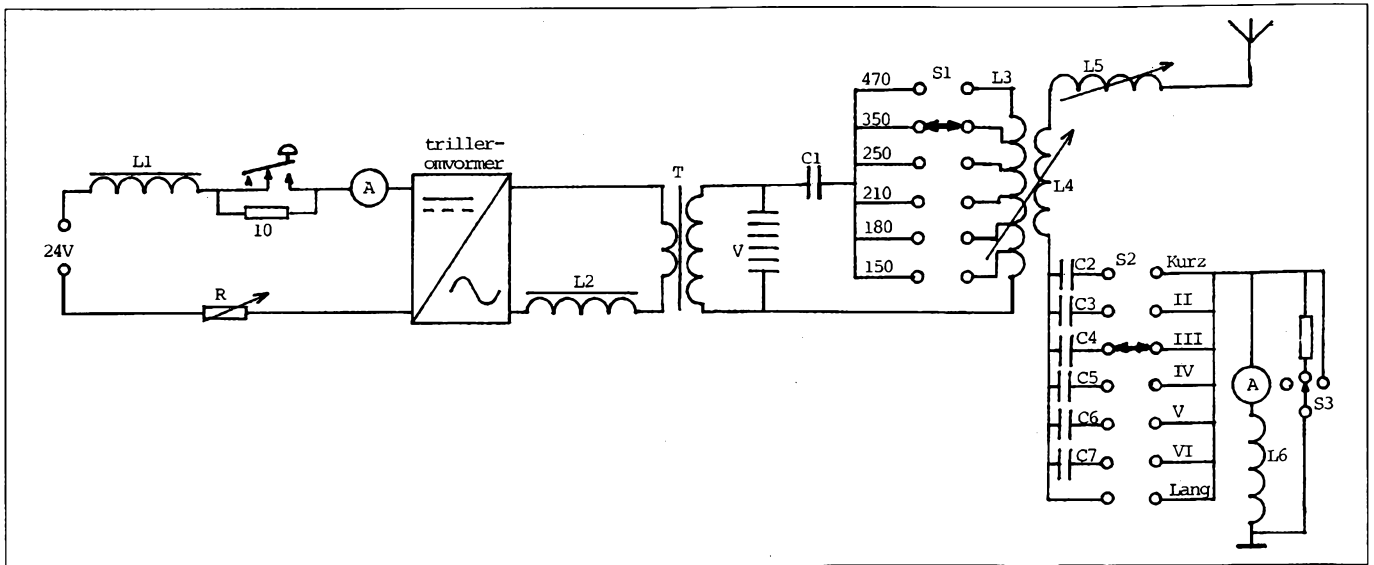 L1
10
24V
R
A
triller-
omvormer
L2
T
V
C1
470
350
250
210
180
150
S1
L3
L4
L5
C2
C3
C4
C5
C6
C7
S2
Kurz
II
III
IV
V
VI
Lang
A
L6
S3